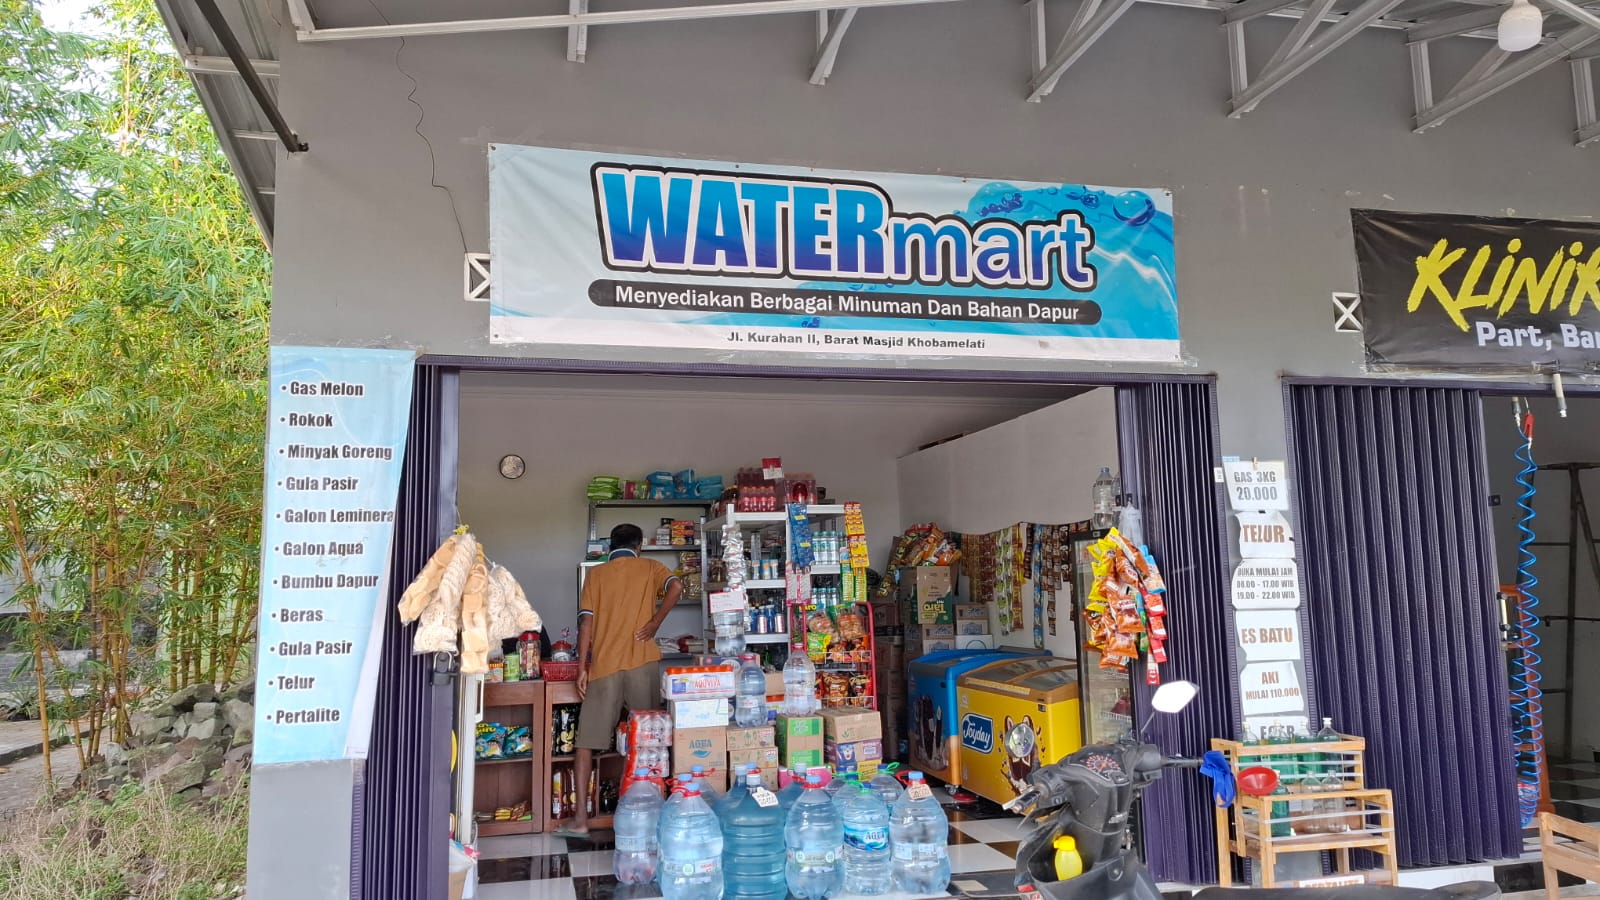 WATERmart
Menyediakan Berbagai Minuman Dan Bahan Dapur
Jl. Kurahan II, Barat Masjid Khobamelati
• Gas Melon
• Rokok
• Minyak Goreng
• Gula Pasir
• Galon Leminera
• Galon Aqua
• Bumbu Dapur
• Beras
• Gula Pasir
• Telur
• Pertalite
KLINIK
Part, Ba
GAS 3KG
20.000
TELUR
BUKA MULAI JAM
08.00 - 17.00 WIB
19.00 - 22.00 WIB
ES BATU
AKI
MULAI 110.000
AQUVIVA
AQUA
AQUA
Joyday